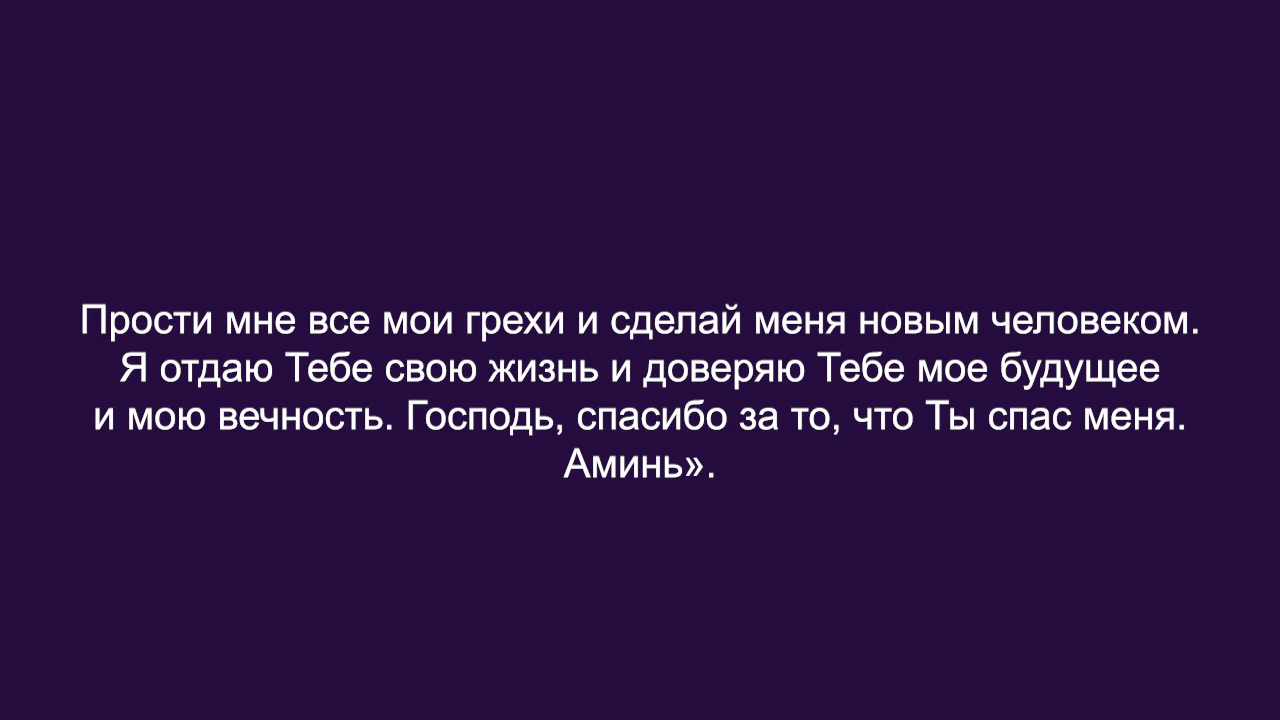 Прости мне все мои грехи и сделай меня новым человеком.
Я отдаю Тебе свою жизнь и доверяю Тебе мое будущее
и мою вечность. Господь, спасибо за то, что Ты спас меня.
Аминь».